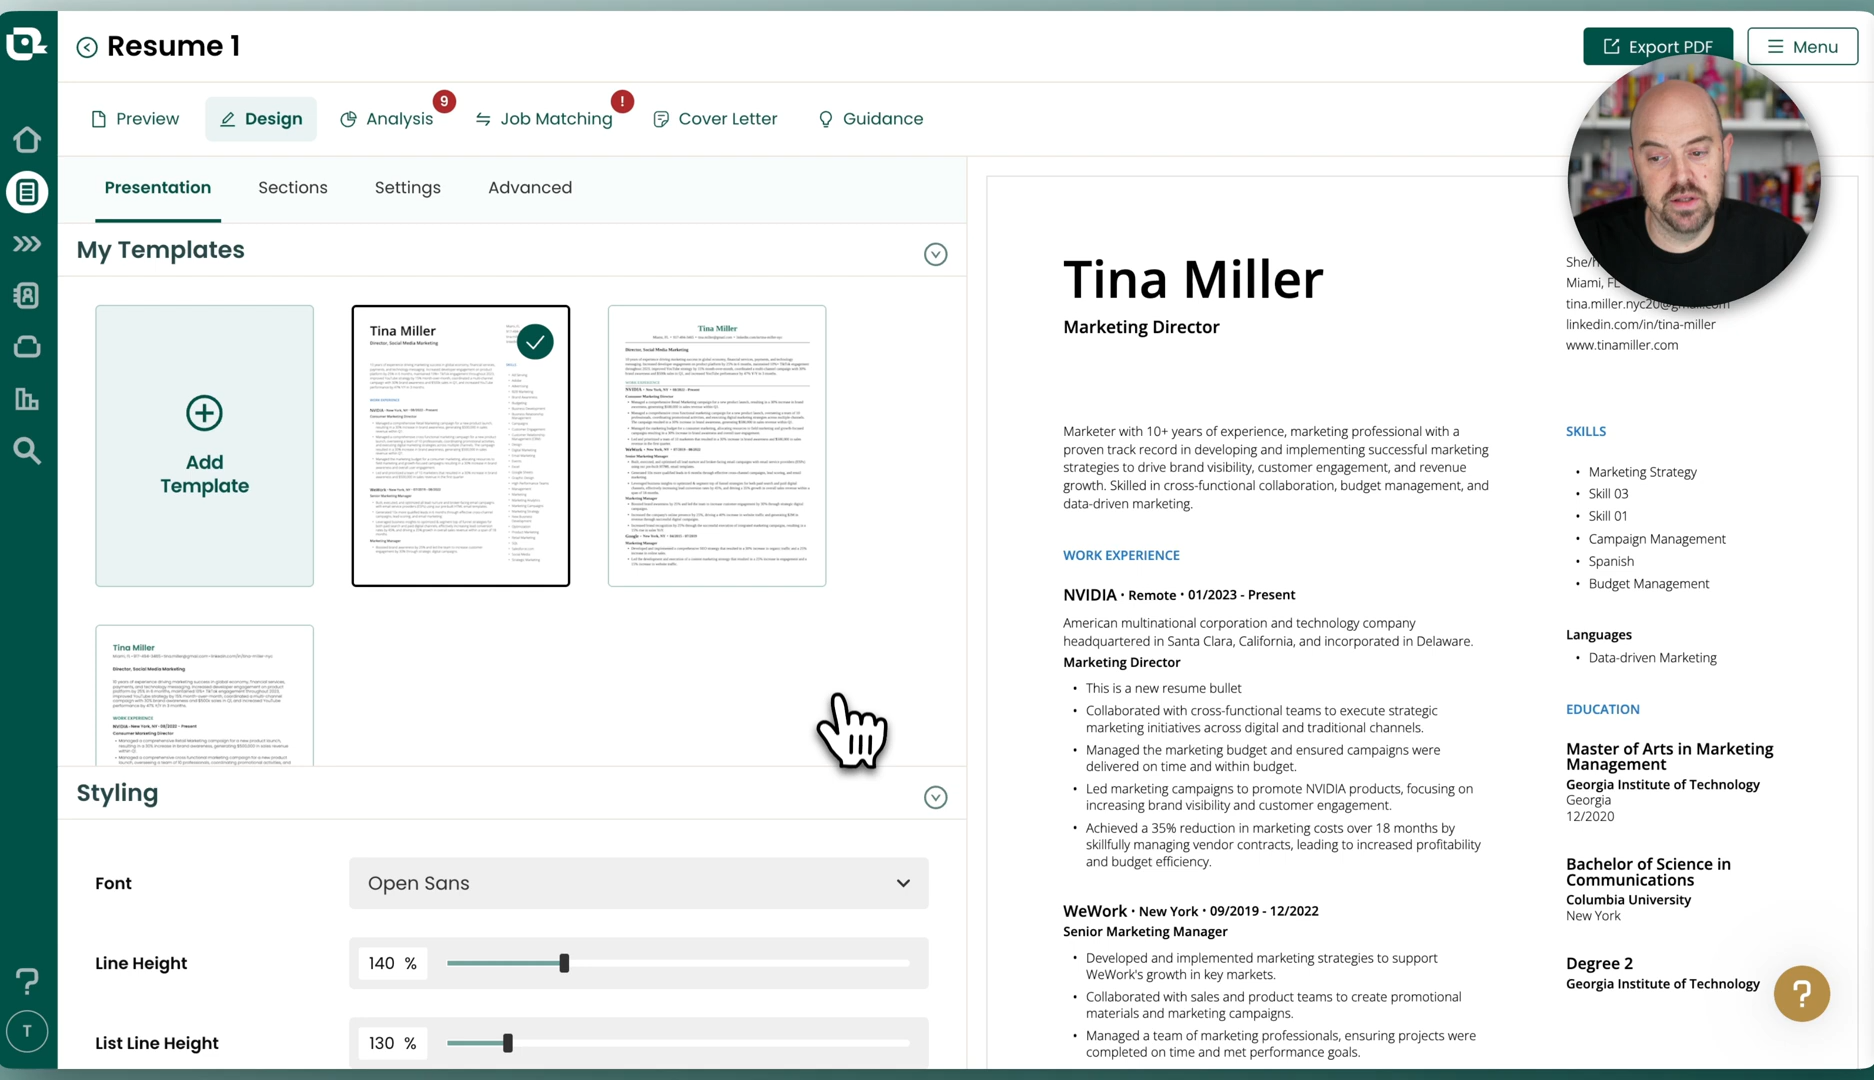 Resume 1
Export PDF
Menu
Preview
Design
Analysis
9
Job Matching
!
Cover Letter
Guidance
Presentation
Sections
Settings
Advanced
My Templates
Add
Template
Tina Miller
Director, Social Media Marketing
Tina Miller
Director, Social Media Marketing
Tina Miller
Director, Social Media Marketing
WORK EXPERIENCE
Styling
Font
Open Sans
Line Height
140 %
List Line Height
130 %
?
T
Tina Miller
Marketing Director
Miami, FL
linkedin.com/in/tina-miller
www.tinamiller.com
Marketer with 10+ years of experience, marketing professional with a
proven track record in developing and implementing successful marketing
strategies to drive brand visibility, customer engagement, and revenue
growth. Skilled in cross-functional collaboration, budget management, and
data-driven marketing.
WORK EXPERIENCE
NVIDIA • Remote • 01/2023 - Present
American multinational corporation and technology company
headquartered in Santa Clara, California, and incorporated in Delaware.
Marketing Director
• This is a new resume bullet
• Collaborated with cross-functional teams to execute strategic
marketing initiatives across digital and traditional channels.
• Managed the marketing budget and ensured campaigns were
delivered on time and within budget.
• Led marketing campaigns to promote NVIDIA products, focusing on
increasing brand visibility and customer engagement.
• Achieved a 35% reduction in marketing costs over 18 months by
skillfully managing vendor contracts, leading to increased profitability
and budget efficiency.
WeWork • New York • 09/2019 - 12/2022
Senior Marketing Manager
• Developed and implemented marketing strategies to support
WeWork's growth in key markets.
• Collaborated with sales and product teams to create promotional
materials and marketing campaigns.
• Managed a team of marketing professionals, ensuring projects were
completed on time and met performance goals.
SKILLS
• Marketing Strategy
• Skill 03
• Skill 01
• Campaign Management
• Spanish
• Budget Management
Languages
• Data-driven Marketing
EDUCATION
Master of Arts in Marketing
Management
Georgia Institute of Technology
Georgia
12/2020
Bachelor of Science in
Communications
Columbia University
New York
Degree 2
Georgia Institute of Technology
?